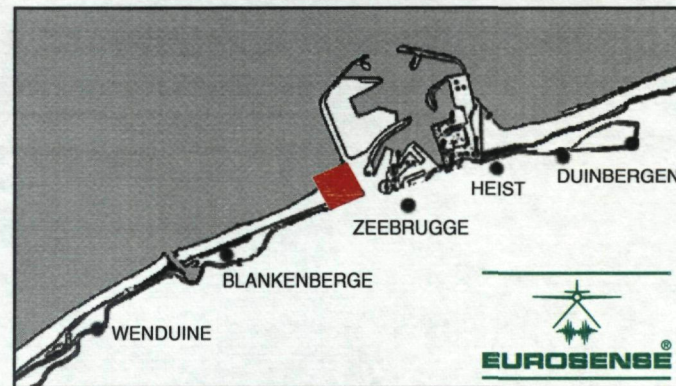 DUINBERGEN
HEIST
ZEEBRUGGE
BLANKENBERGE
WENDUINE
EUROSENSE®